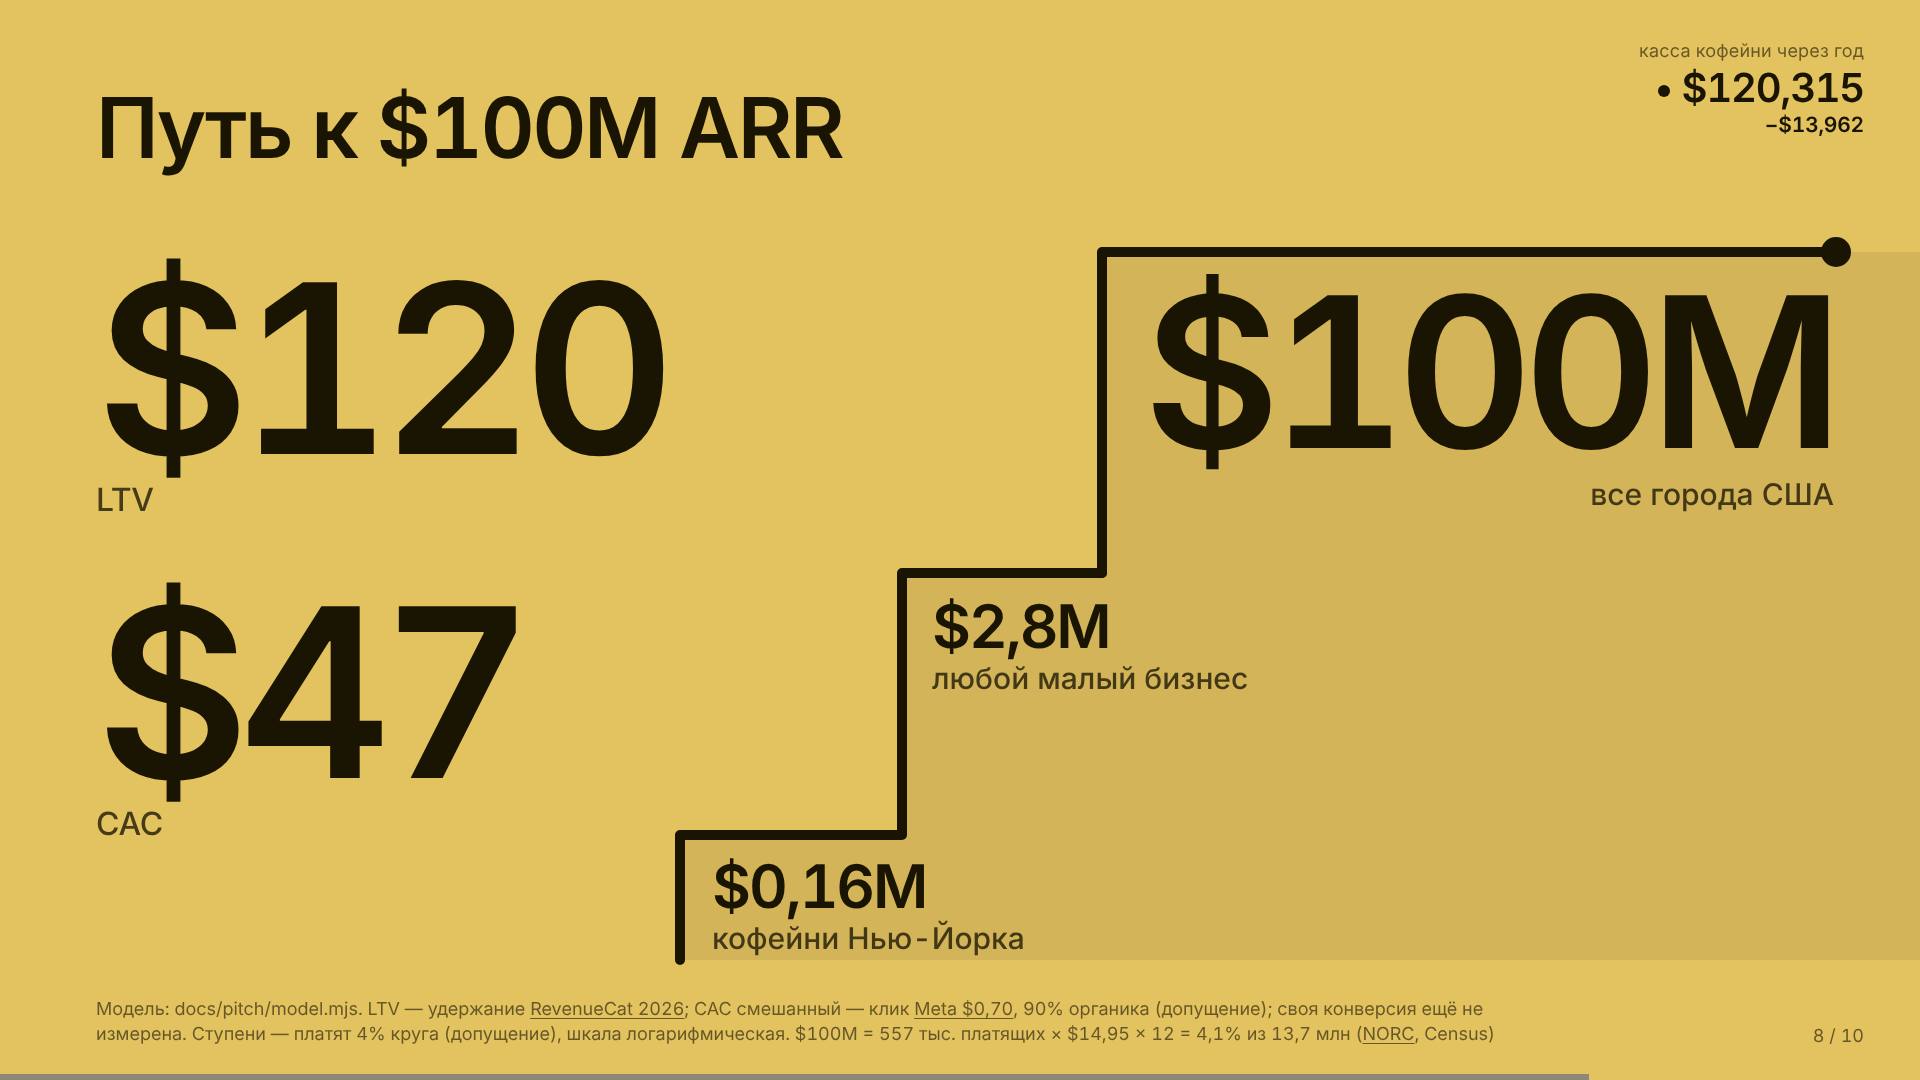 касса кофейни через год
• $120,315
–$13,962
Путь к $100M ARR
$120
LTV
$47
CAC
$100M
все города США
$2,8M
любой малый бизнес
$0,16M
кофейни Нью-Йорка
Модель: docs/pitch/model.mjs. LTV — удержание RevenueCat 2026; CAC смешанный — клик Meta $0,70, 90% органика (допущение); своя конверсия ещё не
измерена. Ступени — платят 4% круга (допущение), шкала логарифмическая. $100M = 557 тыс. платящих × $14,95 × 12 = 4,1% из 13,7 млн (NORC, Census)
8 / 10